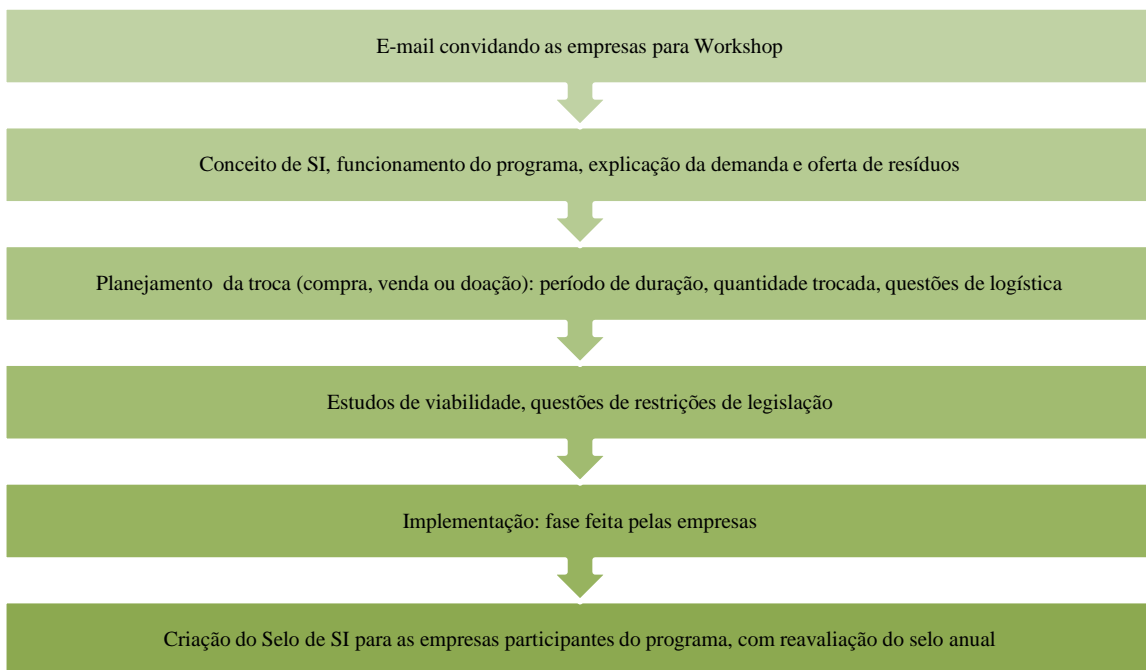 E-mail convidando as empresas para Workshop
Conceito de SI, funcionamento do programa, explicação da demanda e oferta de resíduos
Planejamento da troca (compra, venda ou doação): período de duração, quantidade trocada, questões de logística
Estudos de viabilidade, questões de restrições de legislação
Implementação: fase feita pelas empresas
Criação do Selo de SI para as empresas participantes do programa, com reavaliação do selo anual